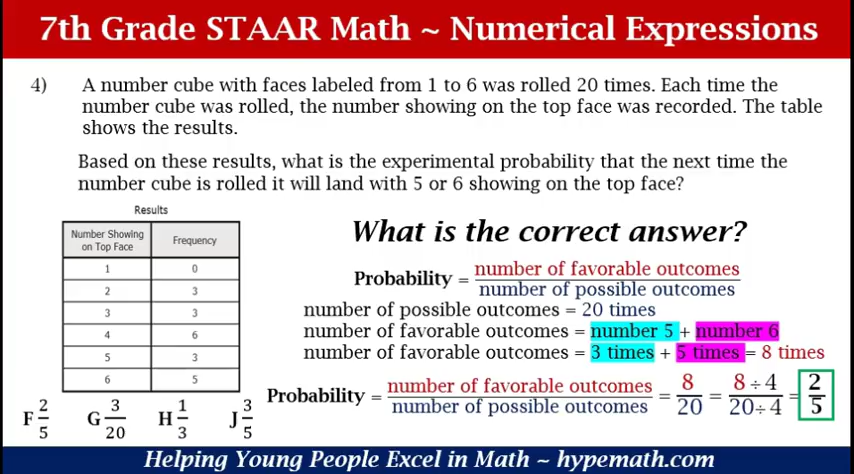 7th Grade STAAR Math ~ Numerical Expressions
4) A number cube with faces labeled from 1 to 6 was rolled 20 times. Each time the
number cube was rolled, the number showing on the top face was recorded. The table
shows the results.
Based on these results, what is the experimental probability that the next time the
number cube is rolled it will land with 5 or 6 showing on the top face?
Results
Number Showing on Top Face | Frequency
1 | 0
2 | 3
3 | 3
4 | 6
5 | 3
6 | 5
F 2/5 G 3/20 H 1/3 J 3/5
What is the correct answer?
Probability = number of favorable outcomes / number of possible outcomes
number of possible outcomes = 20 times
number of favorable outcomes = number 5 + number 6
number of favorable outcomes = 3 times + 5 times = 8 times
Probability = number of favorable outcomes / number of possible outcomes = 8/20 = 8 ÷ 4 / 20 ÷ 4 = 2/5
Helping Young People Excel in Math ~ hypemath.com